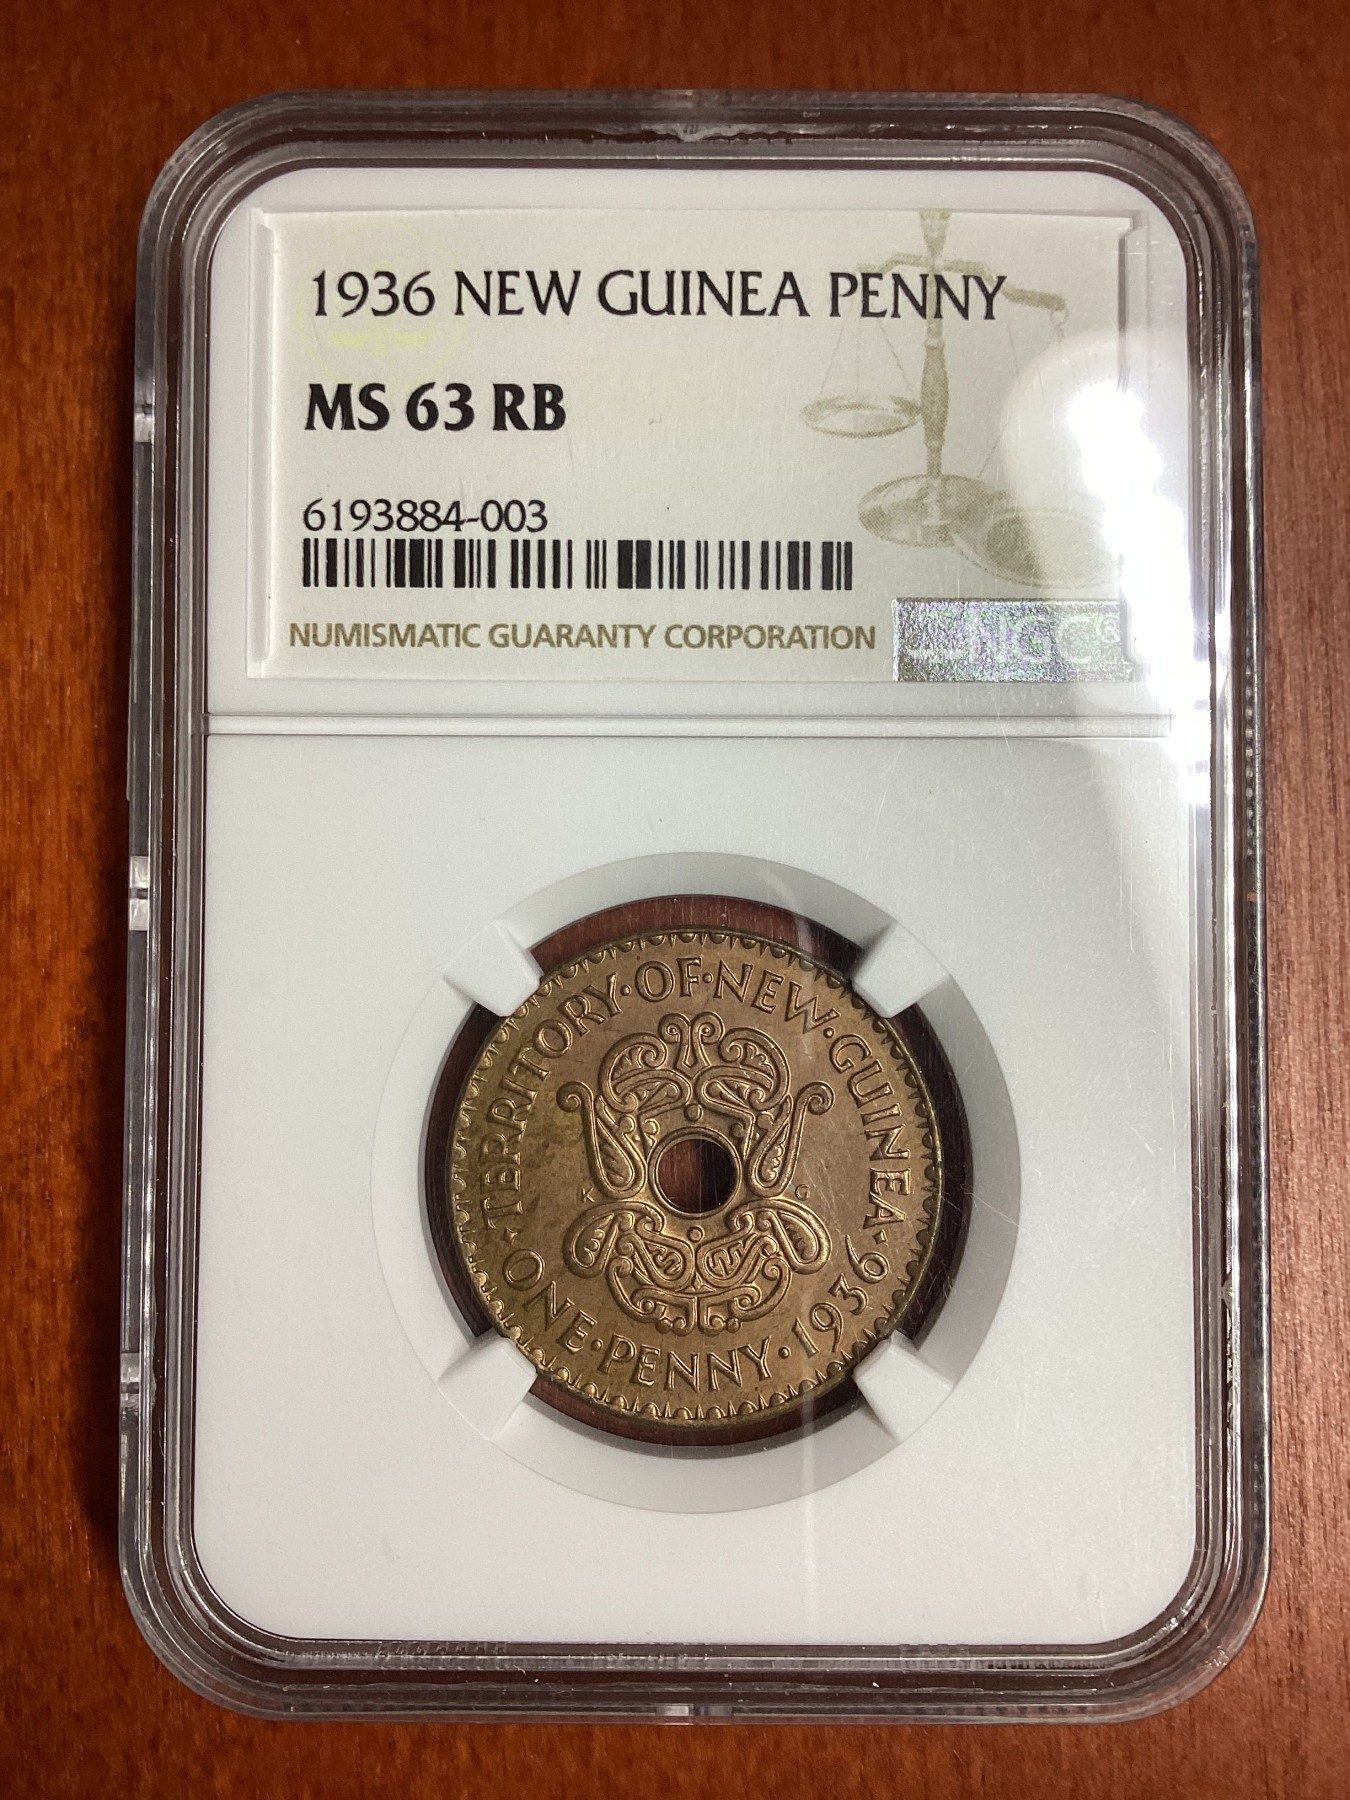 1936 NEW GUINEA PENNY
MS 63 RB
6193884-003
NUMISMATIC GUARANTY CORPORATION
NGC®
·TERRITORY·OF·NEW·GUINEA·
K G
ONE·PENNY·1936